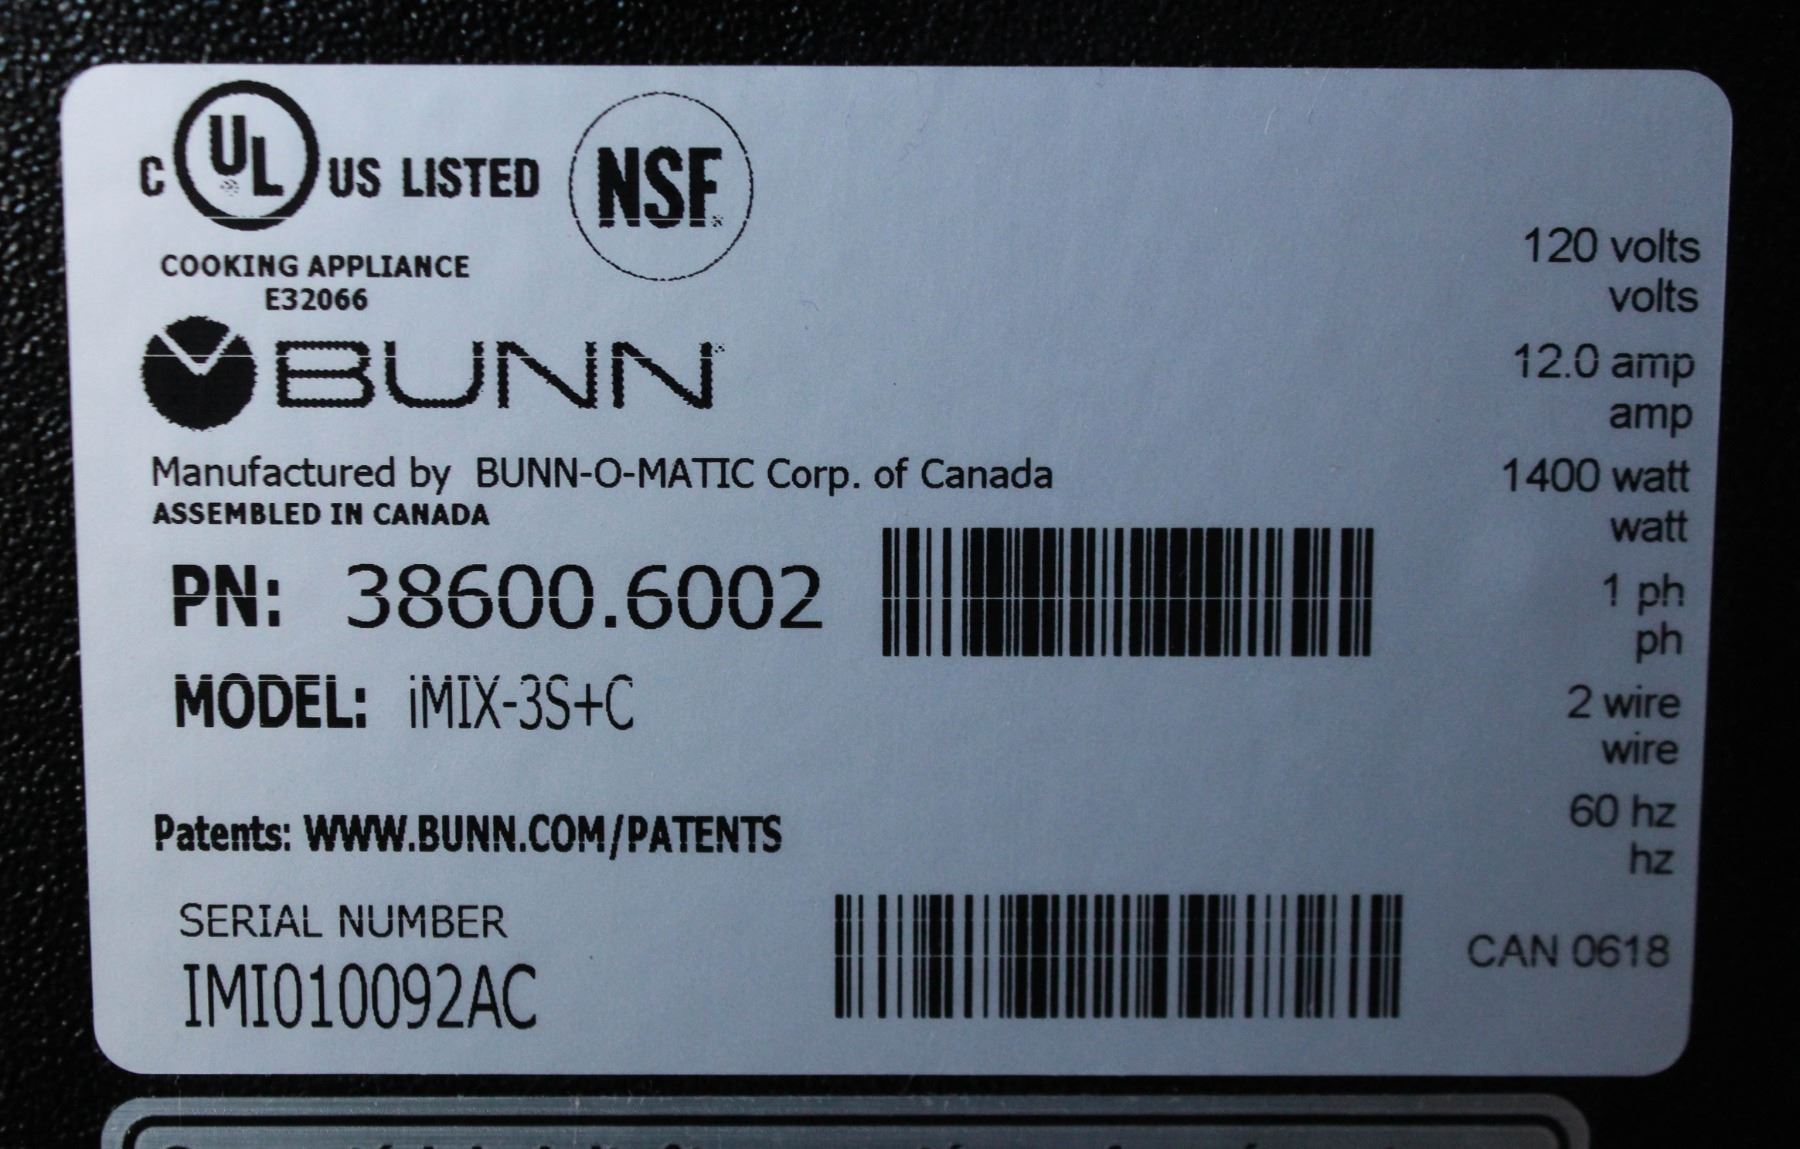 C UL US LISTED NSF
COOKING APPLIANCE
E32066
BUNN
Manufactured by BUNN-O-MATIC Corp. of Canada
ASSEMBLED IN CANADA
PN: 38600.6002
MODEL: iMIX-3S+C
Patents: WWW.BUNN.COM/PATENTS
SERIAL NUMBER
IMI010092AC
120 volts
volts
12.0 amp
amp
1400 watt
watt
1 ph
ph
2 wire
wire
60 hz
hz
CAN 0618